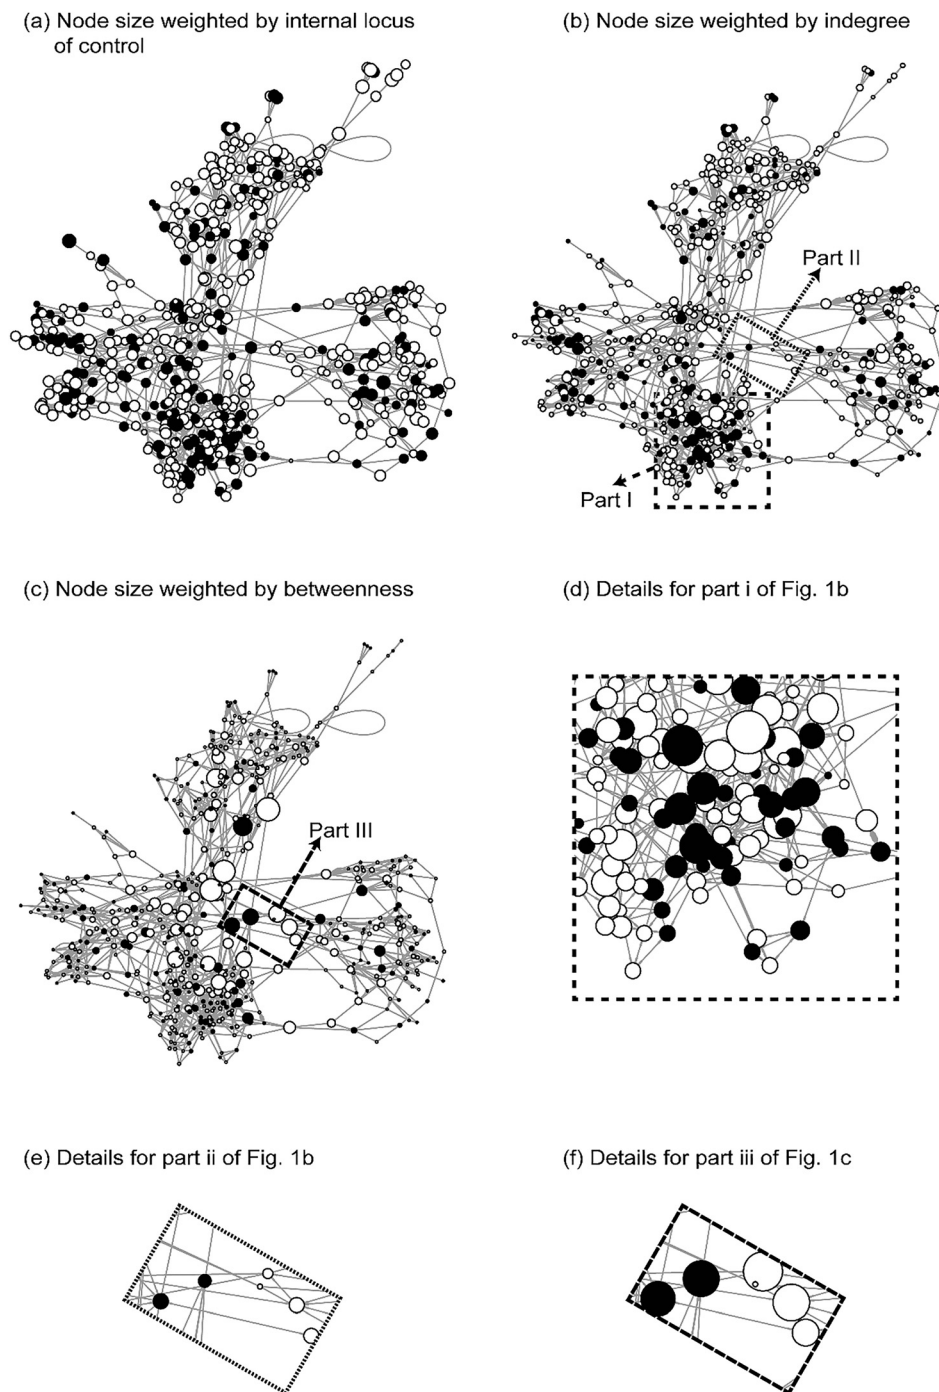 (a) Node size weighted by internal locus
of control
(b) Node size weighted by indegree
Part II
Part I
(c) Node size weighted by betweenness
(d) Details for part i of Fig. 1b
Part III
(e) Details for part ii of Fig. 1b
(f) Details for part iii of Fig. 1c